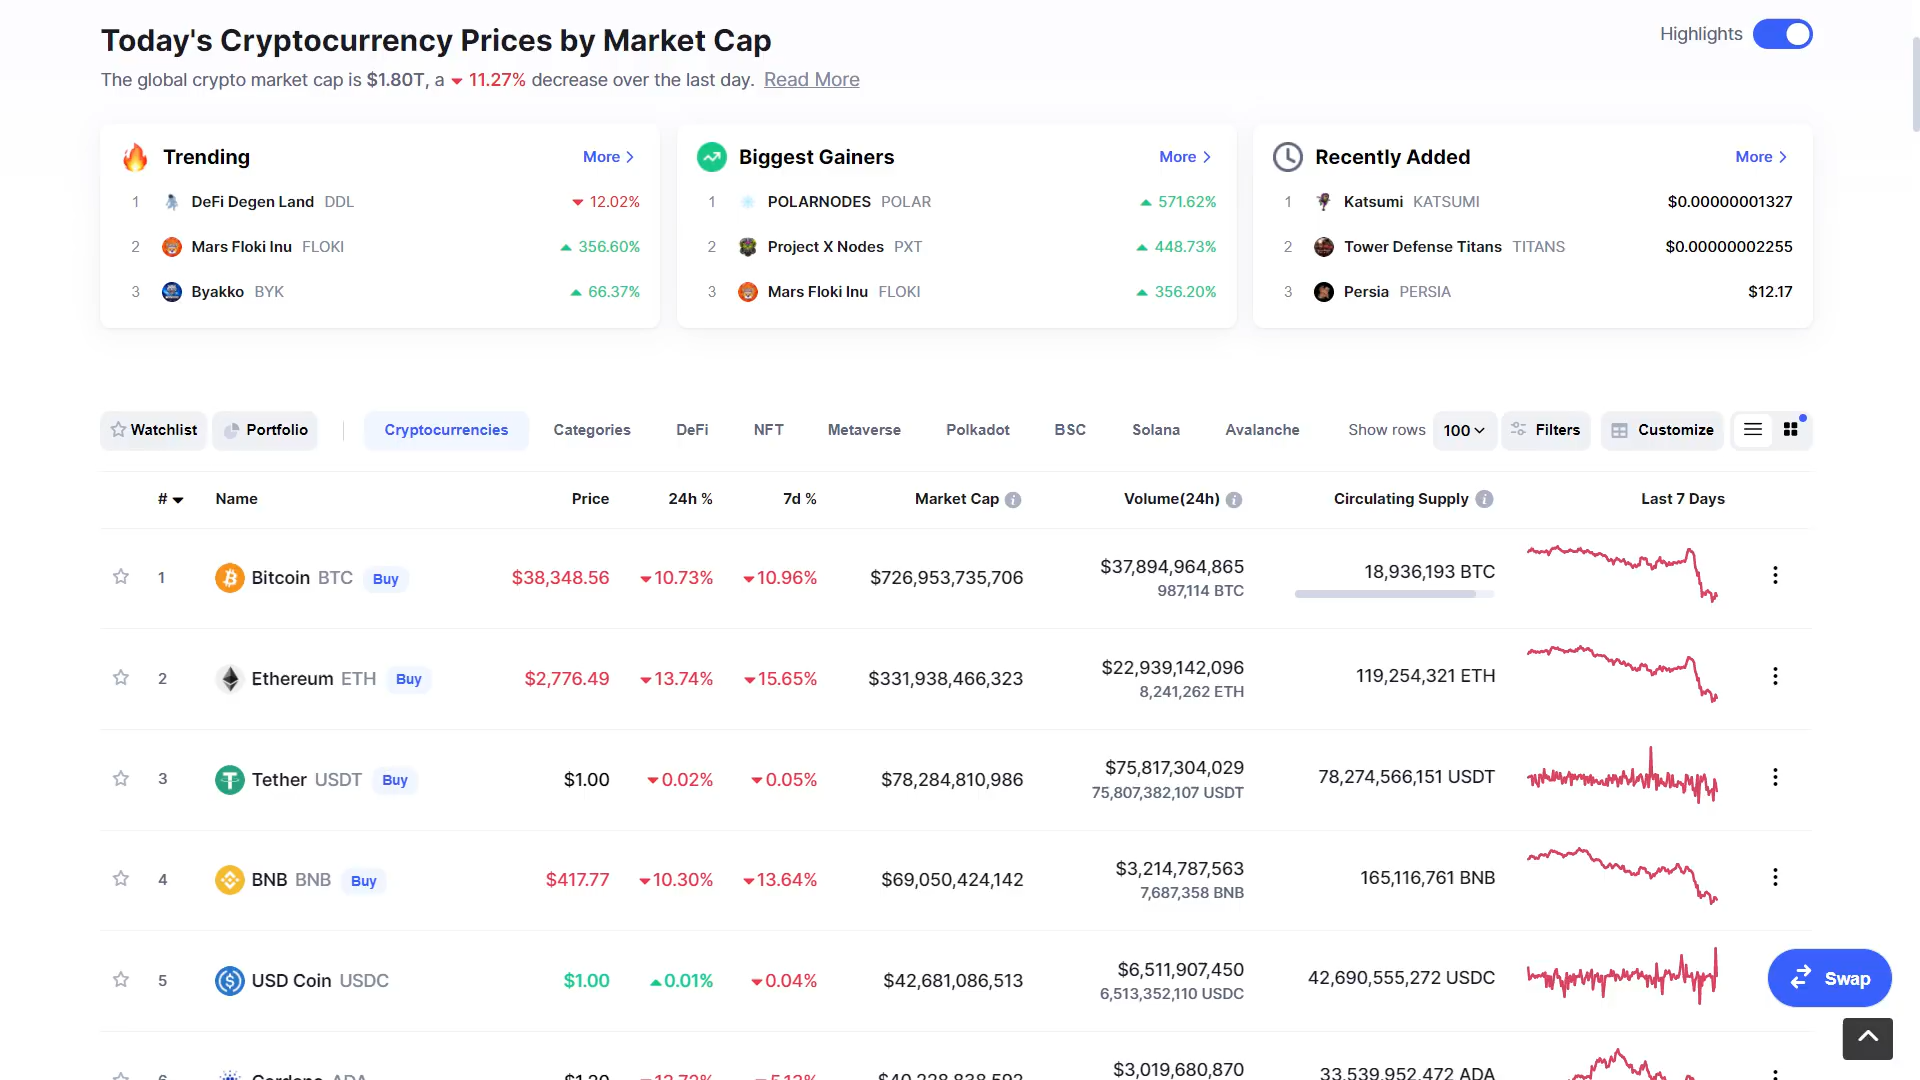 Today's Cryptocurrency Prices by Market Cap
Highlights
The global crypto market cap is $1.80T, a 11.27% decrease over the last day. Read More
Trending More
1 DeFi Degen Land DDL 12.02%
2 Mars Floki Inu FLOKI 356.60%
3 Byakko BYK 66.37%
Biggest Gainers More
1 POLARNODES POLAR 571.62%
2 Project X Nodes PXT 448.73%
3 Mars Floki Inu FLOKI 356.20%
Recently Added More
1 Katsumi KATSUMI $0.00000001327
2 Tower Defense Titans TITANS $0.00000002255
3 Persia PERSIA $12.17
Watchlist Portfolio Cryptocurrencies Categories DeFi NFT Metaverse Polkadot BSC Solana Avalanche Show rows 100 Filters Customize
# Name Price 24h % 7d % Market Cap Volume(24h) Circulating Supply Last 7 Days
1 Bitcoin BTC Buy $38,348.56 10.73% 10.96% $726,953,735,706 $37,894,964,865 18,936,193 BTC
987,114 BTC
2 Ethereum ETH Buy $2,776.49 13.74% 15.65% $331,938,466,323 $22,939,142,096 119,254,321 ETH
8,241,262 ETH
3 Tether USDT Buy $1.00 0.02% 0.05% $78,284,810,986 $75,817,304,029 78,274,566,151 USDT
75,807,382,107 USDT
4 BNB BNB Buy $417.77 10.30% 13.64% $69,050,424,142 $3,214,787,563 165,116,761 BNB
7,687,358 BNB
5 USD Coin USDC $1.00 0.01% 0.04% $42,681,086,513 $6,511,907,450 42,690,555,272 USDC
6,513,352,110 USDC
Swap
6 Cardano ADA $3,019,680,870 33,539,952,472 ADA